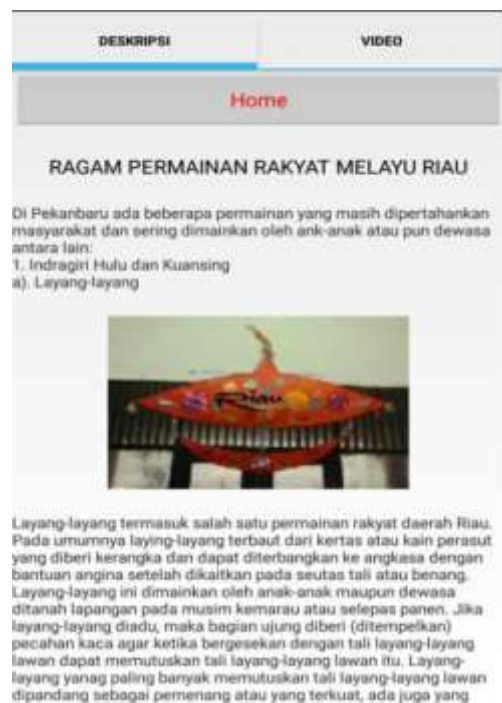 DESKRIPSI VIDEO
Home
RAGAM PERMAINAN RAKYAT MELAYU RIAU
Di Pekanbaru ada beberapa permainan yang masih dipertahankan
masyarakat dan sering dimainkan oleh ank-anak atau pun dewasa
antara lain:
1. Indragiri Hulu dan Kuansing
a). Layang-layang
Riau
Layang-layang termasuk salah satu permainan rakyat daerah Riau.
Pada umumnya laying-layang terbuat dari kertas atau kain perasut
yang diberi kerangka dan dapat diterbangkan ke angkasa dengan
bantuan angina setelah dikaitkan pada seutas tali atau benang.
Layang-layang ini dimainkan oleh anak-anak maupun dewasa
ditanah lapangan pada musim kemarau atau selepas panen. Jika
layang-layang diadu, maka bagian ujung diberi (ditempelkan)
pecahan kaca agar ketika bergesekan dengan tali layang-layang
lawan dapat memutuskan tali layang-layang lawan itu. Layang-
layang yanag paling banyak memutuskan tali layang-layang lawan
dipandang sebagai pemenang atau yang terkuat, ada juga yang